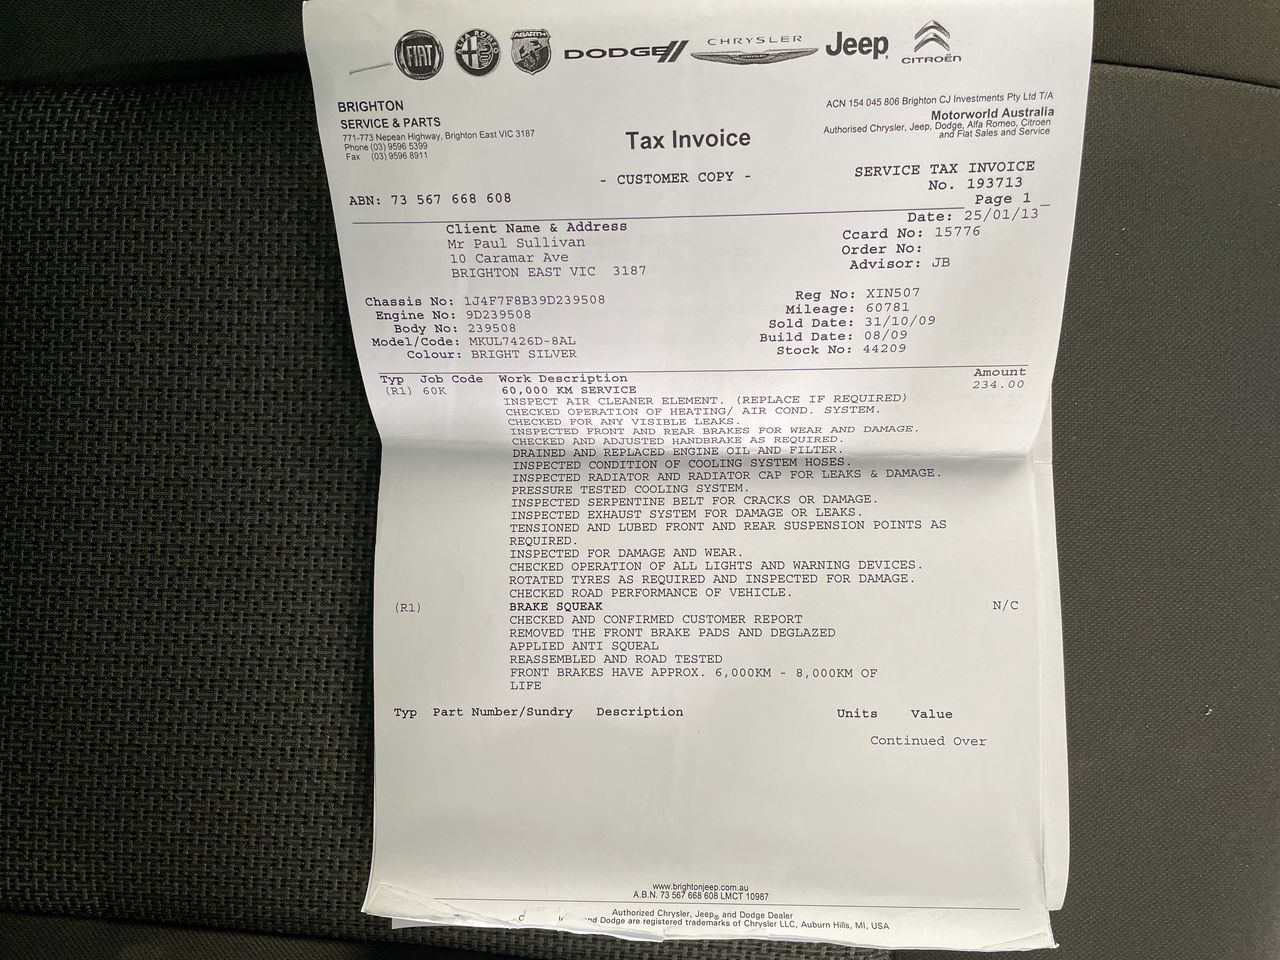 FIAT
ALFA ROMEO
ABARTH
DODGE
CHRYSLER
Jeep
CITROËN
BRIGHTON
SERVICE & PARTS
771-773 Nepean Highway, Brighton East VIC 3187
Phone (03) 9596 5399
Fax (03) 9596 8911
ACN 154 045 806 Brighton CJ Investments Pty Ltd T/A
Motorworld Australia
Authorised Chrysler, Jeep, Dodge, Alfa Romeo, Citroen
and Fiat Sales and Service
Tax Invoice
- CUSTOMER COPY -
SERVICE TAX INVOICE
No. 193713
Page 1
ABN: 73 567 668 608
Date: 25/01/13
Client Name & Address
Mr Paul Sullivan
10 Caramar Ave
BRIGHTON EAST VIC 3187
Ccard No: 15776
Order No:
Advisor: JB
Chassis No: 1J4F7F8B39D239508
Engine No: 9D239508
Body No: 239508
Model/Code: MKUL7426D-8AL
Colour: BRIGHT SILVER
Reg No: XIN507
Mileage: 60781
Sold Date: 31/10/09
Build Date: 08/09
Stock No: 44209
Typ Job Code Work Description Amount
(R1) 60K 60,000 KM SERVICE 234.00
INSPECT AIR CLEANER ELEMENT. (REPLACE IF REQUIRED)
CHECKED OPERATION OF HEATING/ AIR COND. SYSTEM.
CHECKED FOR ANY VISIBLE LEAKS.
INSPECTED FRONT AND REAR BRAKES FOR WEAR AND DAMAGE.
CHECKED AND ADJUSTED HANDBRAKE AS REQUIRED.
DRAINED AND REPLACED ENGINE OIL AND FILTER.
INSPECTED CONDITION OF COOLING SYSTEM HOSES.
INSPECTED RADIATOR AND RADIATOR CAP FOR LEAKS & DAMAGE.
PRESSURE TESTED COOLING SYSTEM.
INSPECTED SERPENTINE BELT FOR CRACKS OR DAMAGE.
INSPECTED EXHAUST SYSTEM FOR DAMAGE OR LEAKS.
TENSIONED AND LUBED FRONT AND REAR SUSPENSION POINTS AS
REQUIRED.
INSPECTED FOR DAMAGE AND WEAR.
CHECKED OPERATION OF ALL LIGHTS AND WARNING DEVICES.
ROTATED TYRES AS REQUIRED AND INSPECTED FOR DAMAGE.
CHECKED ROAD PERFORMANCE OF VEHICLE.
(R1) BRAKE SQUEAK N/C
CHECKED AND CONFIRMED CUSTOMER REPORT
REMOVED THE FRONT BRAKE PADS AND DEGLAZED
APPLIED ANTI SQUEAL
REASSEMBLED AND ROAD TESTED
FRONT BRAKES HAVE APPROX. 6,000KM - 8,000KM OF
LIFE
Typ Part Number/Sundry Description Units Value
Continued Over
www.brightonjeep.com.au
A.B.N. 73 567 668 608 LMCT 10987
Authorized Chrysler, Jeep® and Dodge Dealer
and Dodge are registered trademarks of Chrysler LLC, Auburn Hills, MI, USA